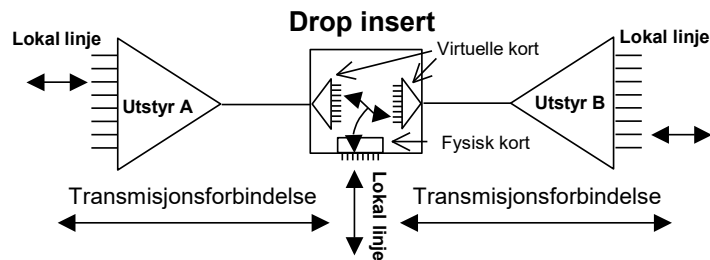 Drop insert
Lokal linje
Virtuelle kort
Lokal linje
Utstyr A
Utstyr B
Fysisk kort
Transmisjonsforbindelse
Lokal linje
Transmisjonsforbindelse